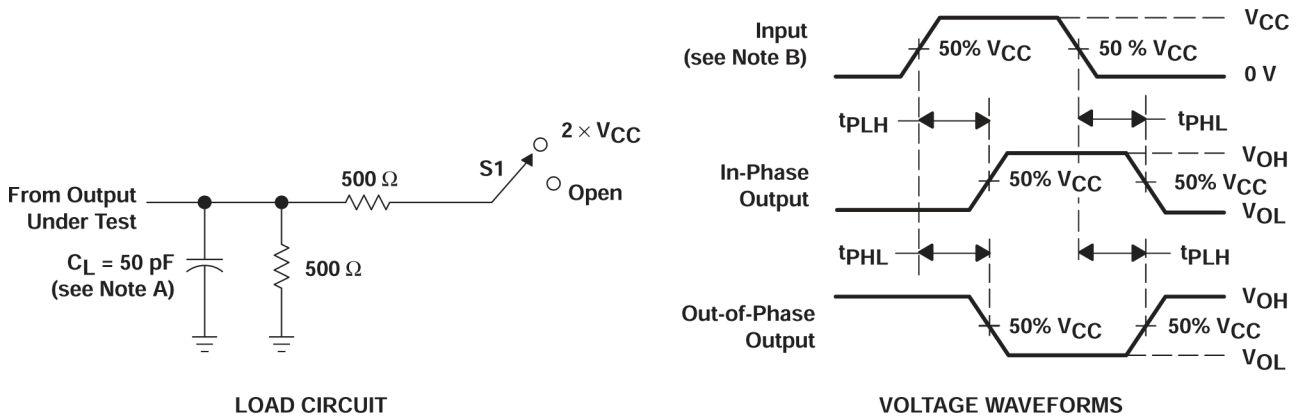 From Output
Under Test
C_L = 50 pF
(see Note A)
500 Ω
500 Ω
S1
2 × V_CC
Open
LOAD CIRCUIT
Input
(see Note B)
50% V_CC
50 % V_CC
V_CC
0 V
t_PLH
t_PHL
In-Phase
Output
50% V_CC
50% V_CC
V_OH
V_OL
t_PHL
t_PLH
Out-of-Phase
Output
50% V_CC
50% V_CC
V_OH
V_OL
VOLTAGE WAVEFORMS